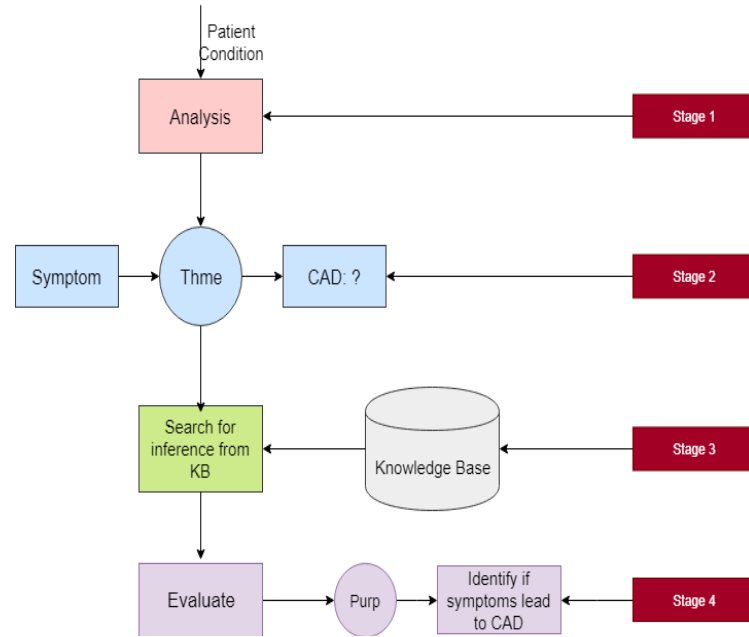 Patient
Condition
Analysis
Stage 1
Symptom
Thme
CAD: ?
Stage 2
Search for
inference from
KB
Knowledge Base
Stage 3
Evaluate
Purp
Identify if
symptoms lead
to CAD
Stage 4